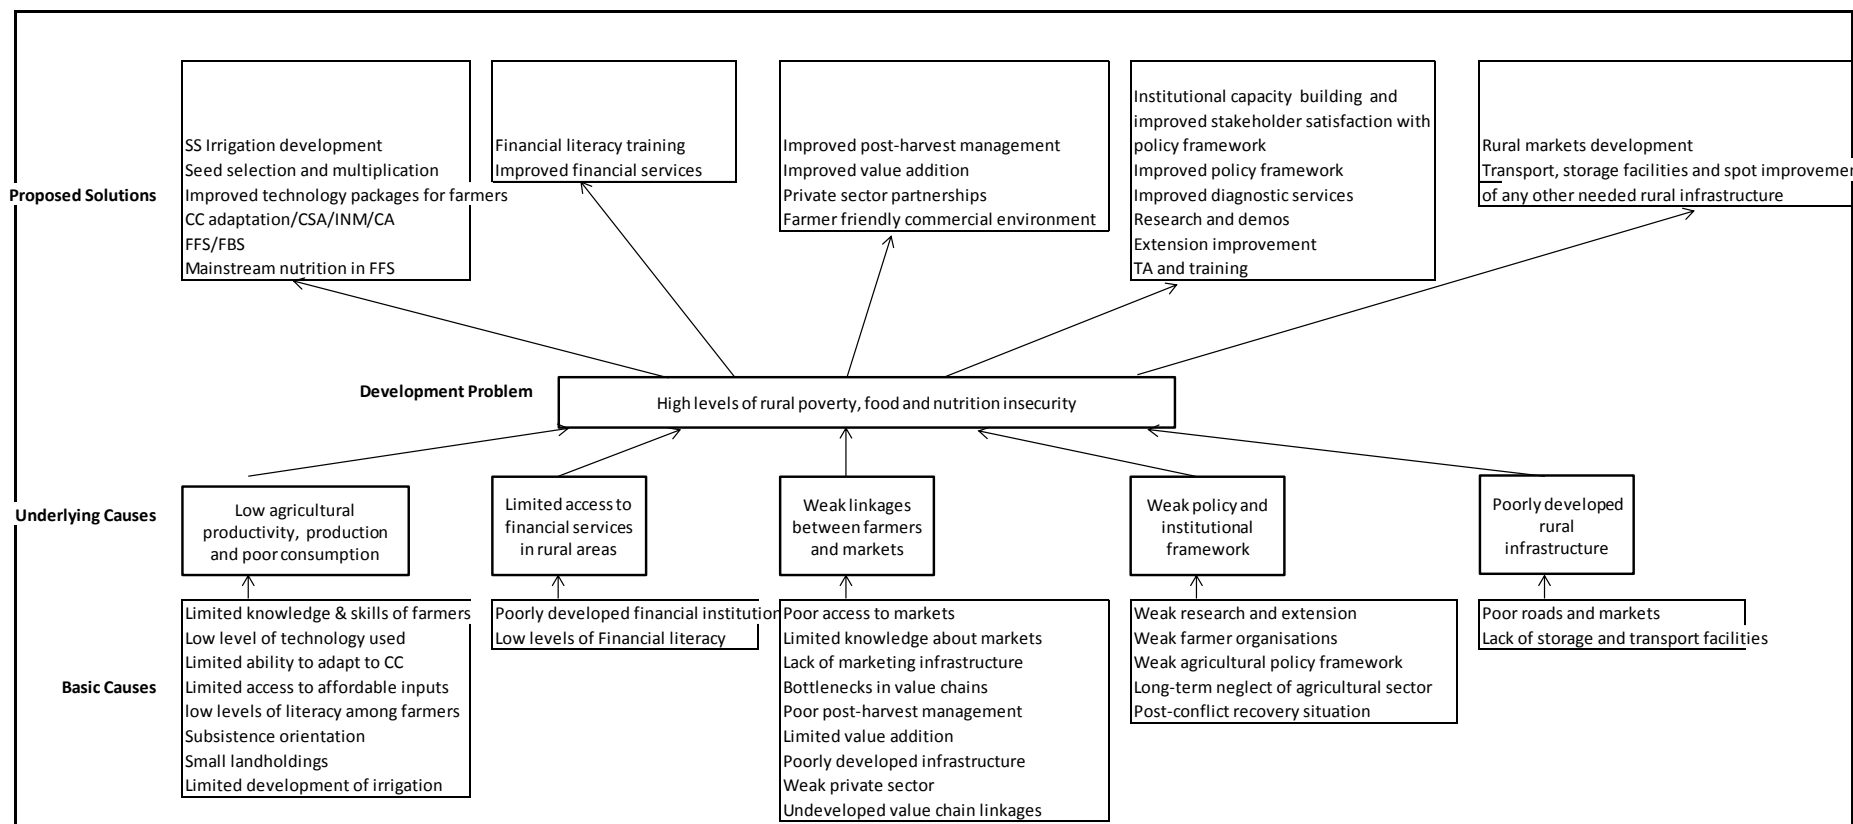 Proposed Solutions
SS Irrigation development
Seed selection and multiplication
Improved technology packages for farmers
CC adaptation/CSA/INM/CA
FFS/FBS
Mainstream nutrition in FFS
Financial literacy training
Improved financial services
Improved post-harvest management
Improved value addition
Private sector partnerships
Farmer friendly commercial environment
Institutional capacity building and
improved stakeholder satisfaction with
policy framework
Improved policy framework
Improved diagnostic services
Research and demos
Extension improvement
TA and training
Rural markets development
Transport, storage facilities and spot improvemen
of any other needed rural infrastructure
Development Problem
High levels of rural poverty, food and nutrition insecurity
Underlying Causes
Low agricultural
productivity, production
and poor consumption
Limited access to
financial services
in rural areas
Weak linkages
between farmers
and markets
Weak policy and
institutional
framework
Poorly developed
rural
infrastructure
Basic Causes
Limited knowledge & skills of farmers
Low level of technology used
Limited ability to adapt to CC
Limited access to affordable inputs
low levels of literacy among farmers
Subsistence orientation
Small landholdings
Limited development of irrigation
Poorly developed financial institution
Low levels of Financial literacy
Poor access to markets
Limited knowledge about markets
Lack of marketing infrastructure
Bottlenecks in value chains
Poor post-harvest management
Limited value addition
Poorly developed infrastructure
Weak private sector
Undeveloped value chain linkages
Weak research and extension
Weak farmer organisations
Weak agricultural policy framework
Long-term neglect of agricultural sector
Post-conflict recovery situation
Poor roads and markets
Lack of storage and transport facilities